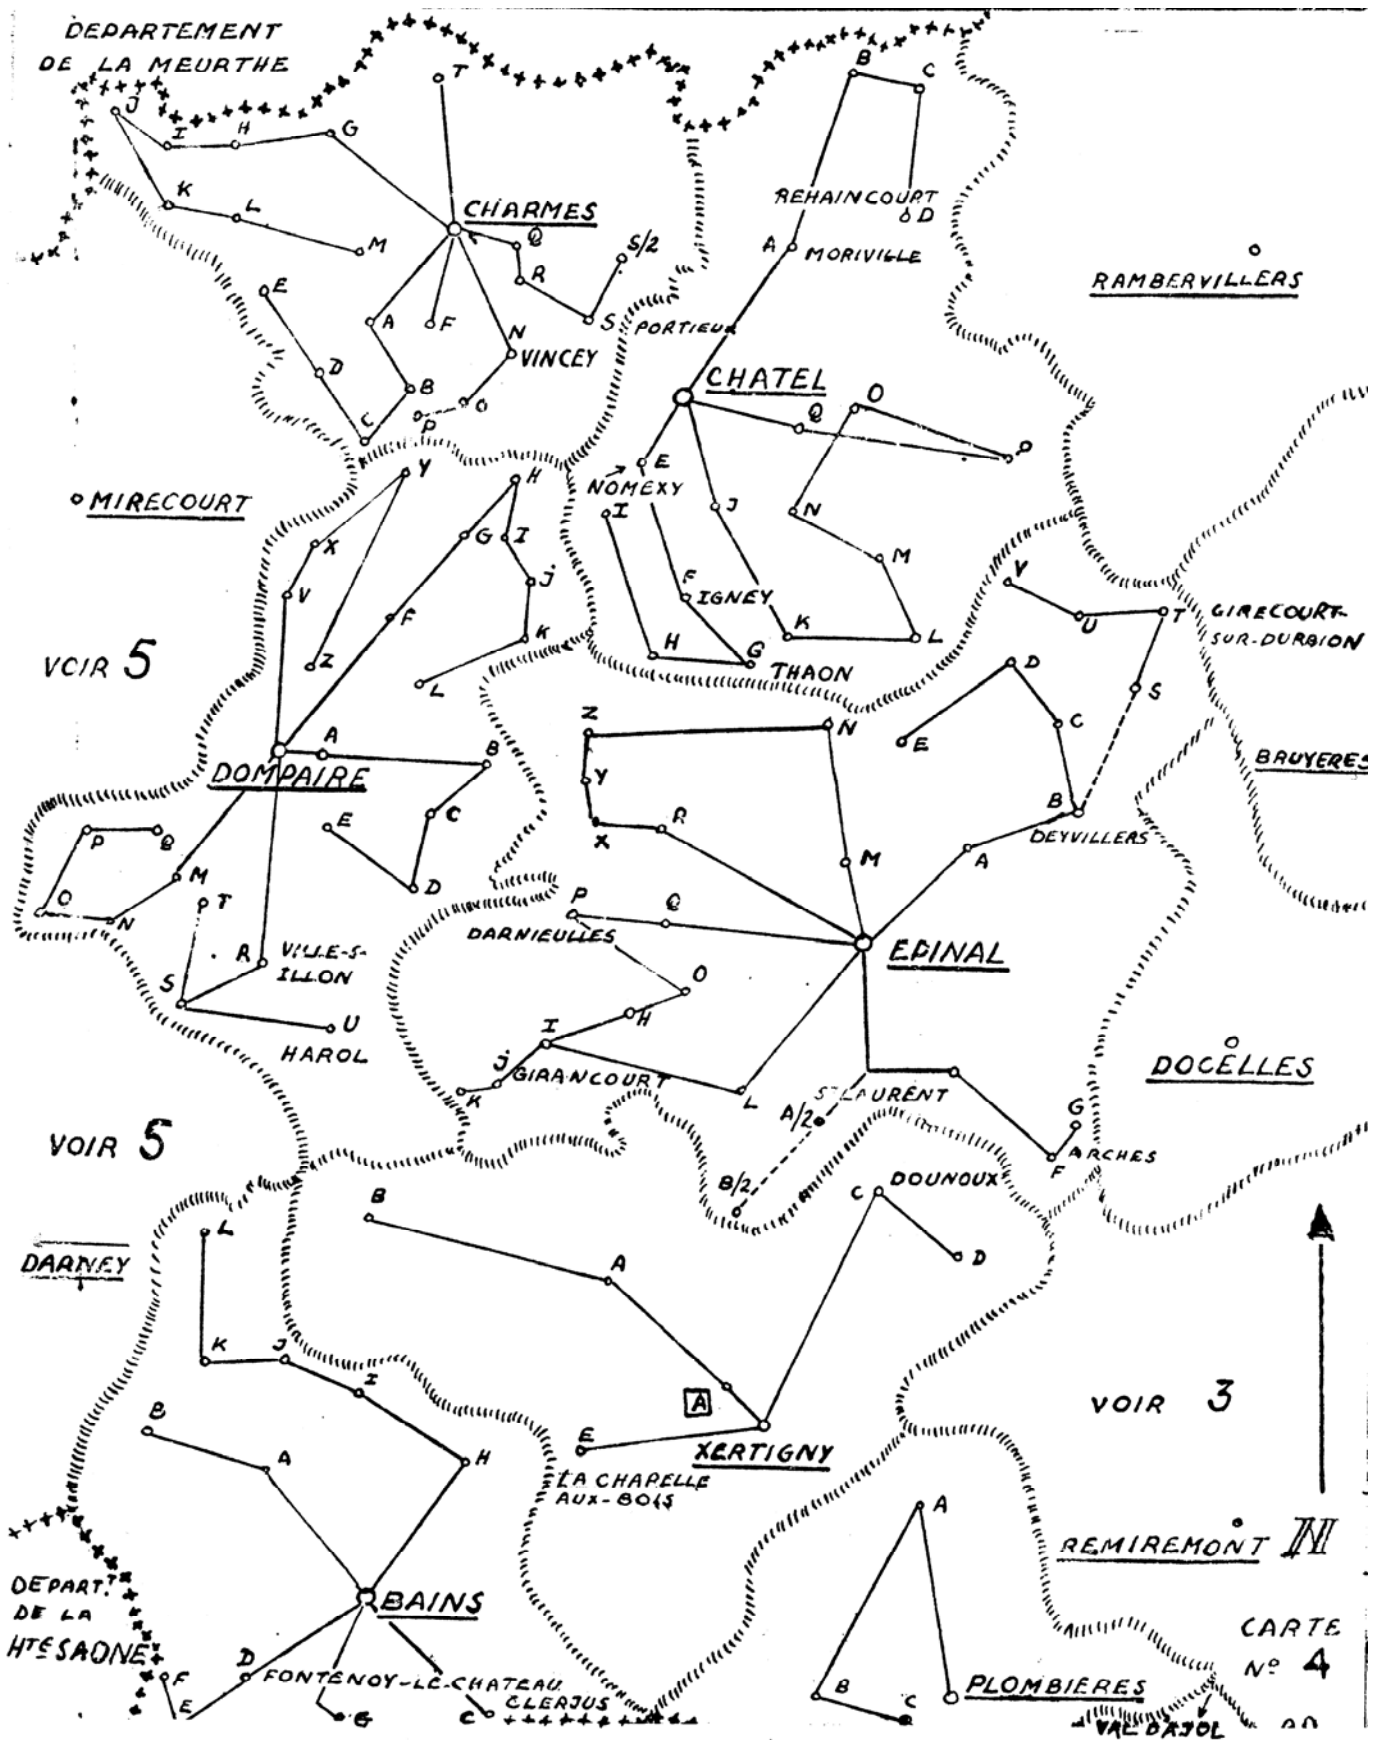 DEPARTEMENT
DE LA MEURTHE
T
B
C
J
I
H
G
K
L
M
CHARMES
Q
S/2
R
S
PORTIEUX
REHAINCOURT
D
A
MORIVILLE
RAMBERVILLERS
E
A
F
N
VINCEY
D
B
C
P
O
CHATEL
Q
O
P
E
NOMEXY
I
J
N
M
F
IGNEY
K
L
H
G
THAON
MIRECOURT
Y
H
X
G
I
V
J
F
K
Z
L
VOIR 5
V
U
T
GIRECOURT-
SUR-DURBION
S
D
C
E
B
DEYVILLERS
A
BRUYERES
DOMPAIRE
A
B
C
E
D
P
Q
O
N
M
T
R
VILLE-S-
ILLON
S
U
HAROL
Z
N
Y
X
R
M
P
Q
DARNIEULLES
EPINAL
O
H
I
J
GIRANCOURT
K
L
ST LAURENT
A/2
B/2
G
ARCHES
F
DOCELLES
VOIR 5
DARNEY
L
B
A
C
DOUNOUX
D
K
J
I
H
B
A
A
E
XERTIGNY
LA CHAPELLE
AUX-BOIS
VOIR 3
A
REMIREMONT N
BAINS
DEPART.T
DE LA
HTE SAONE
F
E
D
FONTENOY-LE-CHATEAU
G
C
CLERJUS
B
C
PLOMBIERES
VAL D'AJOL
CARTE
No 4